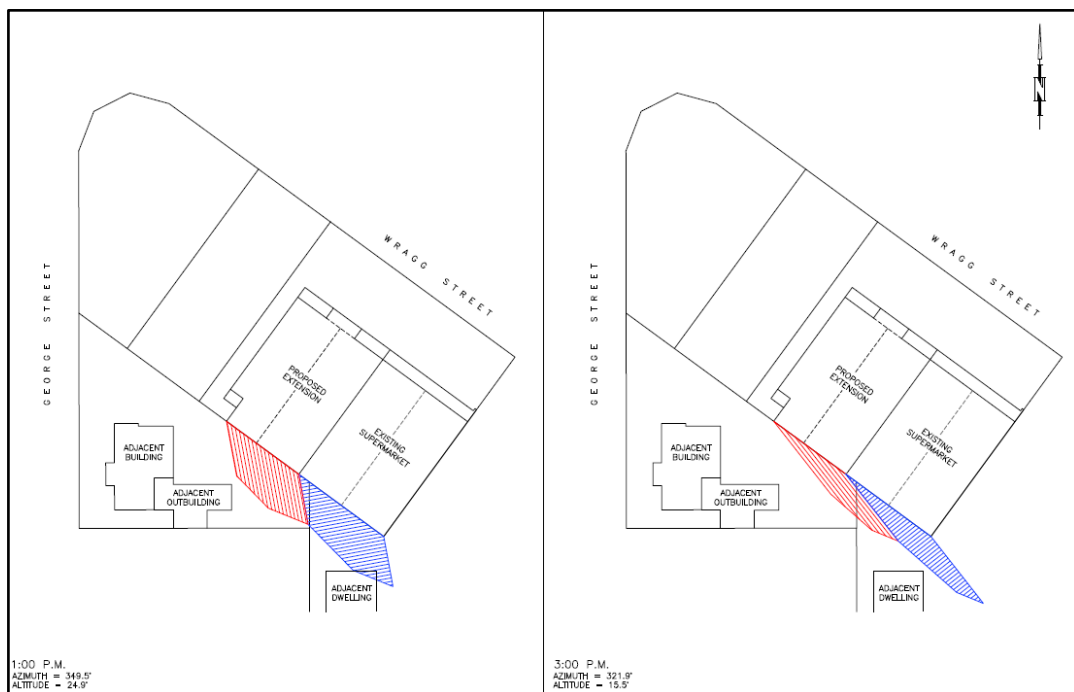 N
WRAGG STREET
GEORGE STREET
PROPOSED
EXTENSION
EXISTING
SUPERMARKET
ADJACENT
BUILDING
ADJACENT
OUTBUILDING
ADJACENT
DWELLING
1:00 P.M.
AZIMUTH = 349.5°
ALTITUDE = 24.9°
WRAGG STREET
GEORGE STREET
PROPOSED
EXTENSION
EXISTING
SUPERMARKET
ADJACENT
BUILDING
ADJACENT
OUTBUILDING
ADJACENT
DWELLING
3:00 P.M.
AZIMUTH = 321.9°
ALTITUDE = 15.5°